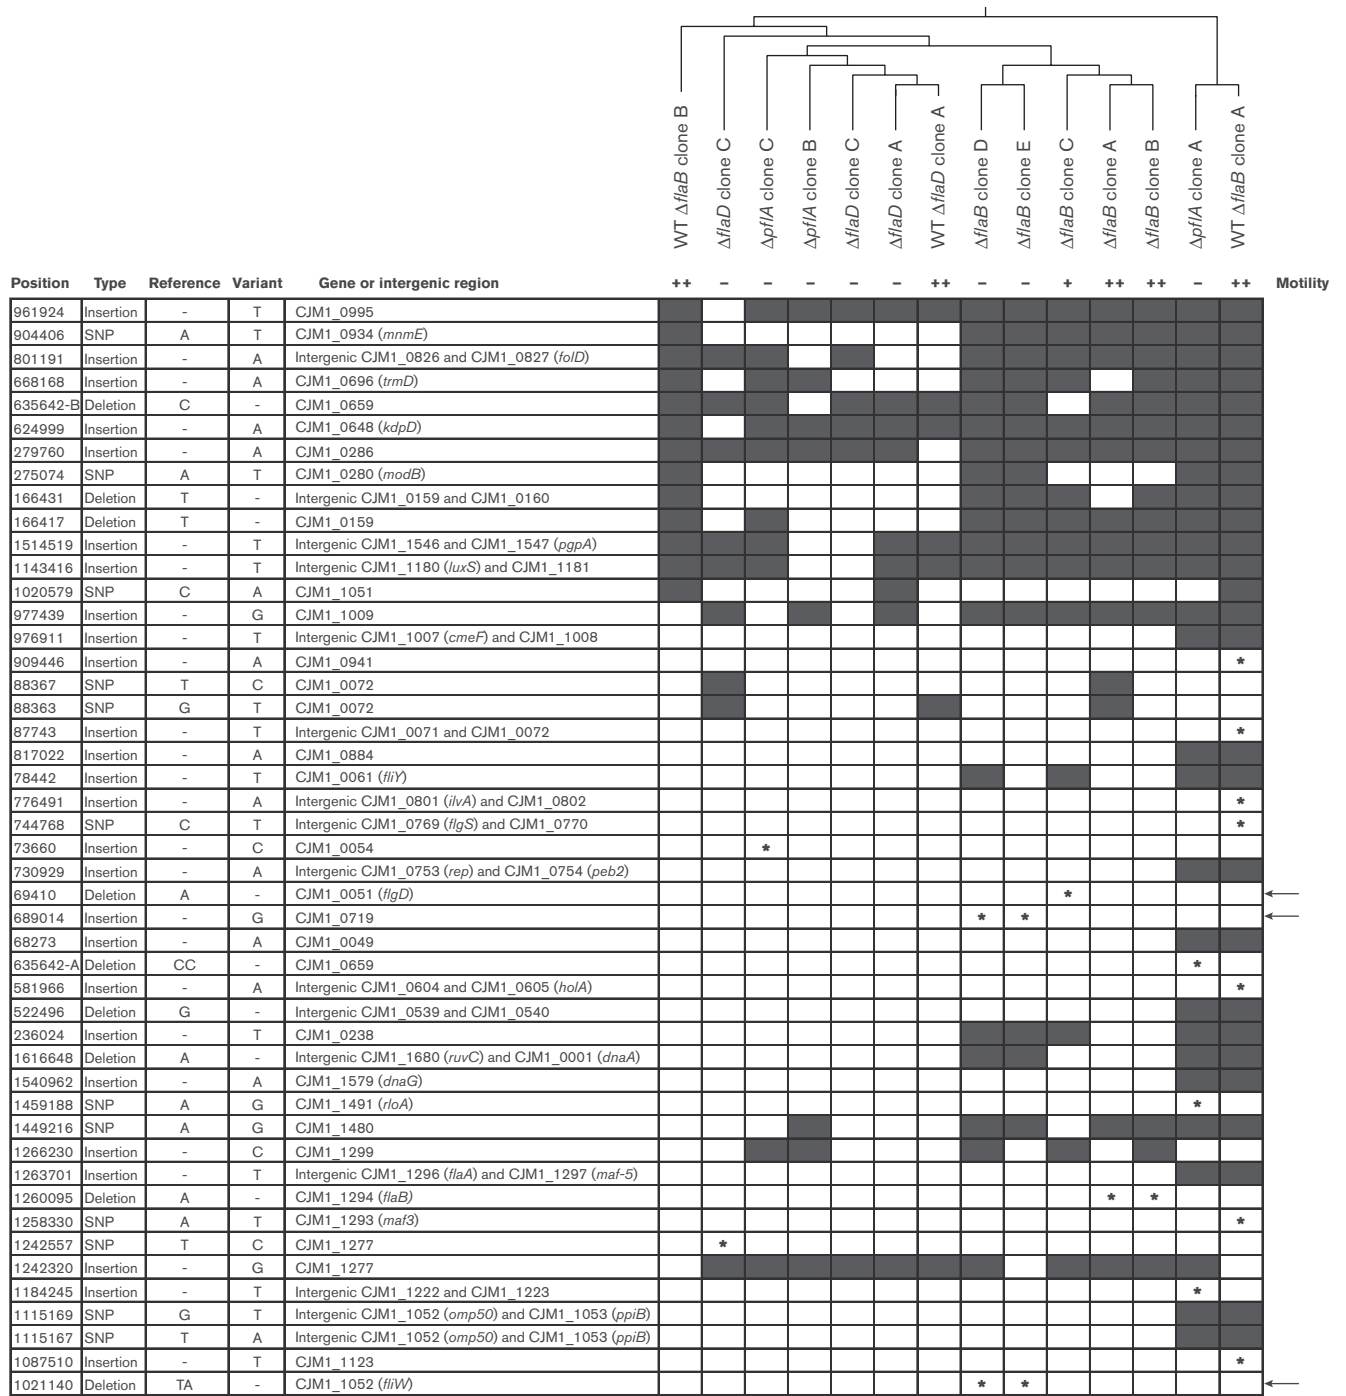 WT ΔflaB clone B
ΔflaD clone C
ΔpflA clone C
ΔpflA clone B
ΔflaD clone C
ΔflaD clone A
WT ΔflaD clone A
ΔflaB clone D
ΔflaB clone E
ΔflaB clone C
ΔflaB clone A
ΔflaB clone B
ΔpflA clone A
WT ΔflaB clone A
Position Type Reference Variant Gene or intergenic region ++ – – – – – ++ – – + ++ ++ – ++ Motility
961924 Insertion - T CJM1_0995
904406 SNP A T CJM1_0934 (mnmE)
801191 Insertion - A Intergenic CJM1_0826 and CJM1_0827 (folD)
668168 Insertion - A CJM1_0696 (trmD)
635642-B Deletion C - CJM1_0659
624999 Insertion - A CJM1_0648 (kdpD)
279760 Insertion - A CJM1_0286
275074 SNP A T CJM1_0280 (modB)
166431 Deletion T - Intergenic CJM1_0159 and CJM1_0160
166417 Deletion T - CJM1_0159
1514519 Insertion - T Intergenic CJM1_1546 and CJM1_1547 (pgpA)
1143416 Insertion - T Intergenic CJM1_1180 (luxS) and CJM1_1181
1020579 SNP C A CJM1_1051
977439 Insertion - G CJM1_1009
976911 Insertion - T Intergenic CJM1_1007 (cmeF) and CJM1_1008
909446 Insertion - A CJM1_0941 *
88367 SNP T C CJM1_0072
88363 SNP G T CJM1_0072
87743 Insertion - T Intergenic CJM1_0071 and CJM1_0072 *
817022 Insertion - A CJM1_0884
78442 Insertion - T CJM1_0061 (fliY)
776491 Insertion - A Intergenic CJM1_0801 (ilvA) and CJM1_0802 *
744768 SNP C T Intergenic CJM1_0769 (flgS) and CJM1_0770 *
73660 Insertion - C CJM1_0054 *
730929 Insertion - A Intergenic CJM1_0753 (rep) and CJM1_0754 (peb2)
69410 Deletion A - CJM1_0051 (flgD) *
689014 Insertion - G CJM1_0719 * *
68273 Insertion - A CJM1_0049
635642-A Deletion CC - CJM1_0659 *
581966 Insertion - A Intergenic CJM1_0604 and CJM1_0605 (holA) *
522496 Deletion G - Intergenic CJM1_0539 and CJM1_0540
236024 Insertion - T CJM1_0238
1616648 Deletion A - Intergenic CJM1_1680 (ruvC) and CJM1_0001 (dnaA)
1540962 Insertion - A CJM1_1579 (dnaG)
1459188 SNP A G CJM1_1491 (rloA) *
1449216 SNP A G CJM1_1480
1266230 Insertion - C CJM1_1299
1263701 Insertion - T Intergenic CJM1_1296 (flaA) and CJM1_1297 (maf-5)
1260095 Deletion A - CJM1_1294 (flaB) * *
1258330 SNP A T CJM1_1293 (maf3) *
1242557 SNP T C CJM1_1277 *
1242320 Insertion - G CJM1_1277
1184245 Insertion - T Intergenic CJM1_1222 and CJM1_1223 *
1115169 SNP G T Intergenic CJM1_1052 (omp50) and CJM1_1053 (ppiB)
1115167 SNP T A Intergenic CJM1_1052 (omp50) and CJM1_1053 (ppiB)
1087510 Insertion - T CJM1_1123 *
1021140 Deletion TA - CJM1_1052 (fliW) * *